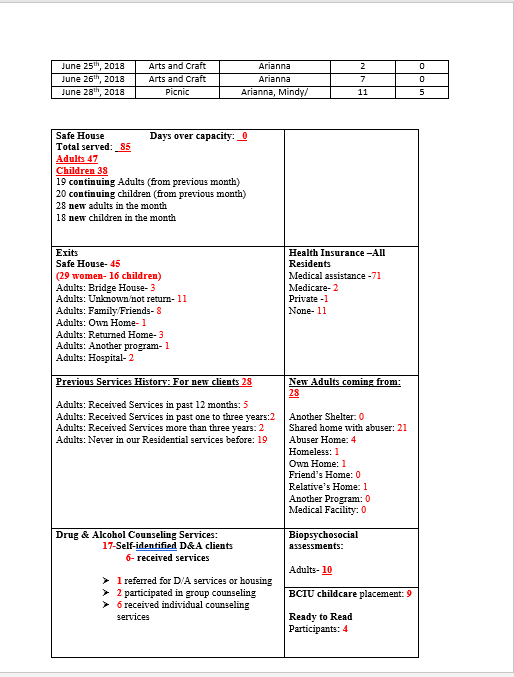 June 25th, 2018 Arts and Craft Arianna 2 0
June 26th, 2018 Arts and Craft Arianna 7 0
June 28th, 2018 Picnic Arianna, Mindy/ 11 5
Safe House Days over capacity: _0
Total served: _85
Adults 47
Children 38
19 continuing Adults (from previous month)
20 continuing children (from previous month)
28 new adults in the month
18 new children in the month
Exits
Safe House- 45
(29 women- 16 children)
Adults: Bridge House- 3
Adults: Unknown/not return- 11
Adults: Family/Friends- 8
Adults: Own Home- 1
Adults: Returned Home- 3
Adults: Another program- 1
Adults: Hospital- 2
Health Insurance –All
Residents
Medical assistance -71
Medicare- 2
Private -1
None- 11
Previous Services History: For new clients 28
Adults: Received Services in past 12 months: 5
Adults: Received Services in past one to three years:2
Adults: Received Services more than three years: 2
Adults: Never in our Residential services before: 19
New Adults coming from:
28
Another Shelter: 0
Shared home with abuser: 21
Abuser Home: 4
Homeless: 1
Own Home: 1
Friend's Home: 0
Relative's Home: 1
Another Program: 0
Medical Facility: 0
Drug & Alcohol Counseling Services:
17-Self-identified D&A clients
6- received services
➤ 1 referred for D/A services or housing
➤ 2 participated in group counseling
➤ 6 received individual counseling
services
Biopsychosocial
assessments:
Adults- 10
BCIU childcare placement: 9
Ready to Read
Participants: 4